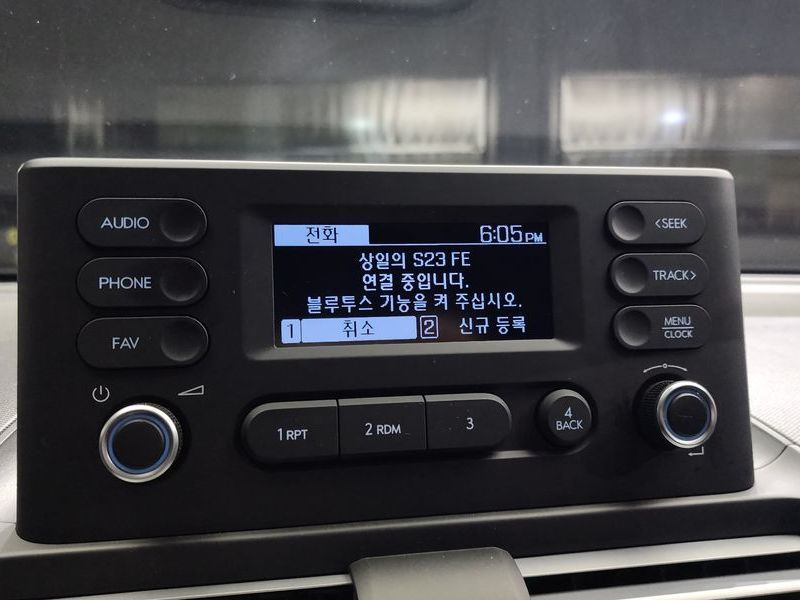 AUDIO
PHONE
FAV
전화 6:05 PM
상일의 S23 FE
연결 중입니다.
블루투스 기능을 켜 주십시오.
1 취소 2 신규 등록
<SEEK
TRACK>
MENU
CLOCK
1 RPT
2 RDM
3
4
BACK